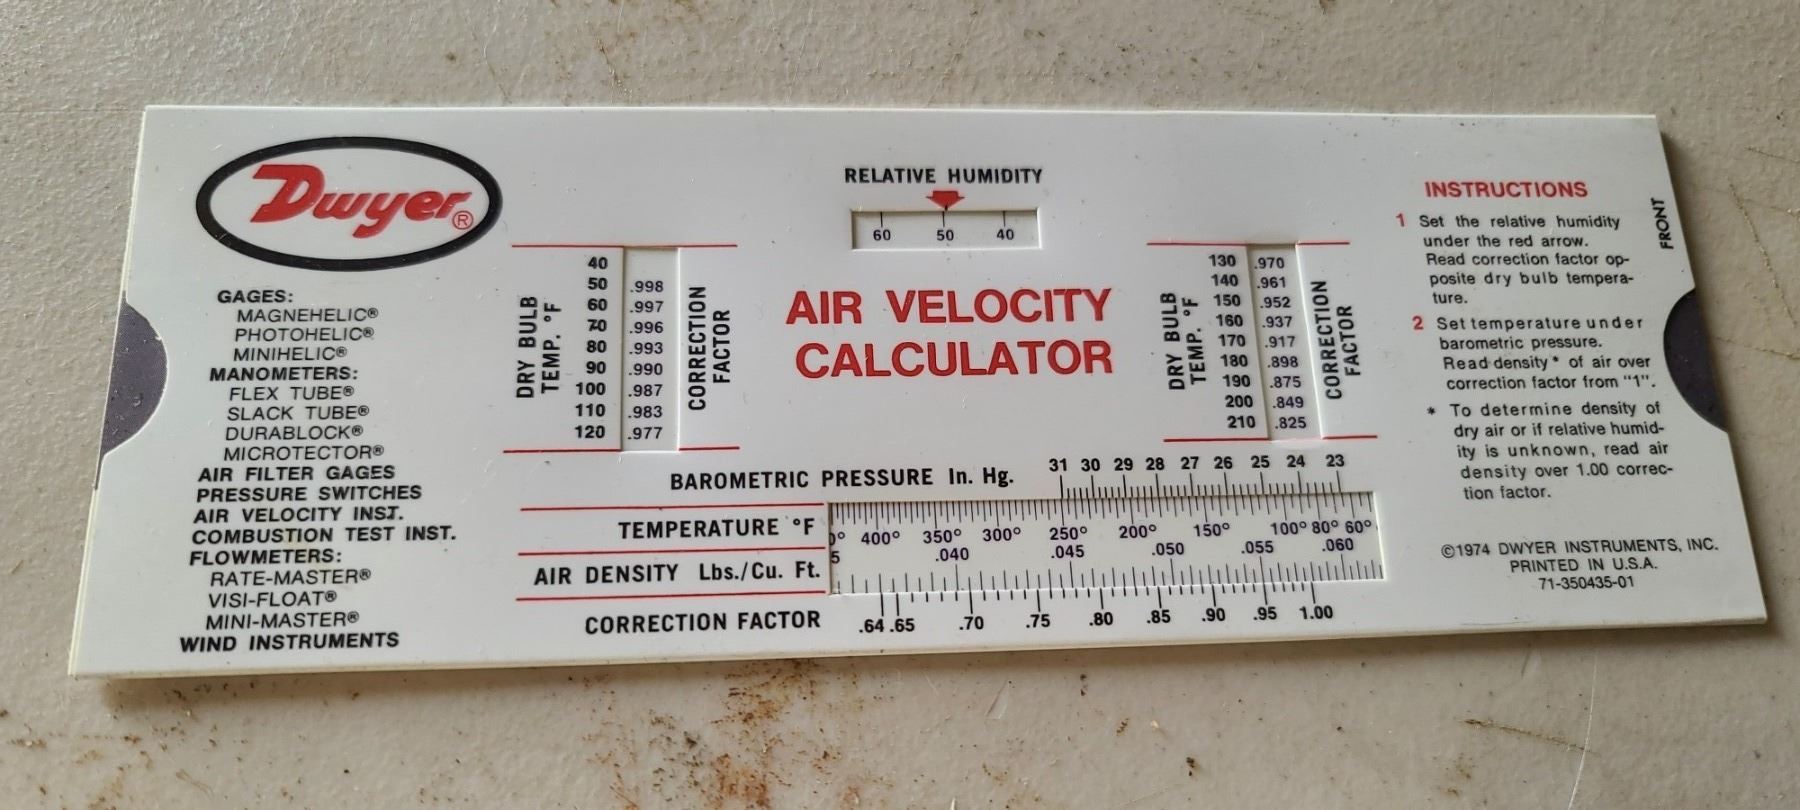 Dwyer®
GAGES:
MAGNEHELIC®
PHOTOHELIC®
MINIHELIC®
MANOMETERS:
FLEX TUBE®
SLACK TUBE®
DURABLOCK®
MICROTECTOR®
AIR FILTER GAGES
PRESSURE SWITCHES
AIR VELOCITY INST.
COMBUSTION TEST INST.
FLOWMETERS:
RATE-MASTER®
VISI-FLOAT®
MINI-MASTER®
WIND INSTRUMENTS
DRY BULB
TEMP. °F
40
50 .998
60 .997
70 .996
80 .993
90 .990
100 .987
110 .983
120 .977
CORRECTION
FACTOR
RELATIVE HUMIDITY
60 50 40
AIR VELOCITY
CALCULATOR
DRY BULB
TEMP. °F
130 .970
140 .961
150 .952
160 .937
170 .917
180 .898
190 .875
200 .849
210 .825
CORRECTION
FACTOR
BAROMETRIC PRESSURE In. Hg. 31 30 29 28 27 26 25 24 23
TEMPERATURE °F 400° 350° 300° 250° 200° 150° 100° 80° 60°
5 .040 .045 .050 .055 .060
AIR DENSITY Lbs./Cu. Ft.
CORRECTION FACTOR .64 .65 .70 .75 .80 .85 .90 .95 1.00
INSTRUCTIONS
FRONT
1 Set the relative humidity
under the red arrow.
Read correction factor op-
posite dry bulb tempera-
ture.
2 Set temperature under
barometric pressure.
Read density* of air over
correction factor from "1".
* To determine density of
dry air or if relative humid-
ity is unknown, read air
density over 1.00 correc-
tion factor.
©1974 DWYER INSTRUMENTS, INC.
PRINTED IN U.S.A.
71-350435-01